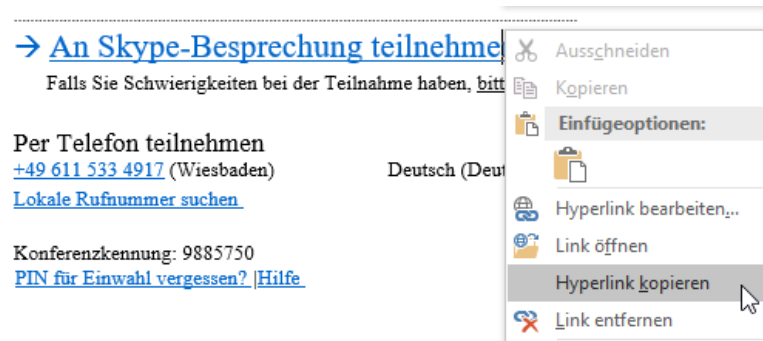 → An Skype-Besprechung teilnehme
Falls Sie Schwierigkeiten bei der Teilnahme haben, bitt
Per Telefon teilnehmen
+49 611 533 4917 (Wiesbaden) Deutsch (Deut
Lokale Rufnummer suchen
Konferenzkennung: 9885750
PIN für Einwahl vergessen? |Hilfe
Ausschneiden
Kopieren
Einfügeoptionen:
Hyperlink bearbeiten...
Link öffnen
Hyperlink kopieren
Link entfernen